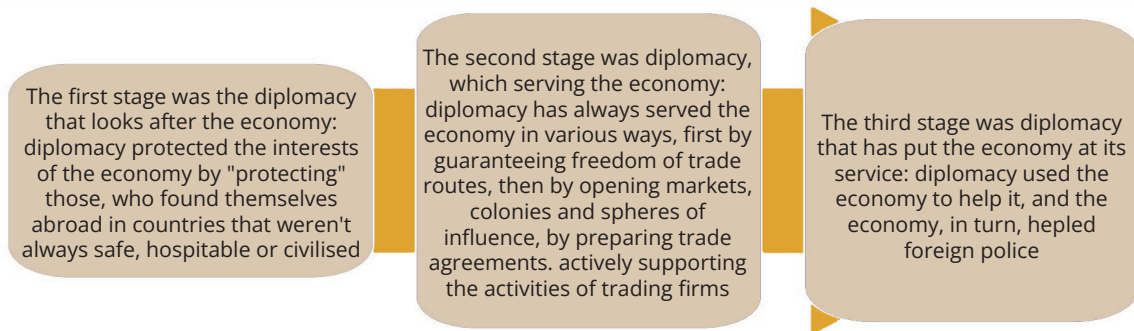 The first stage was the diplomacy
that looks after the economy:
diplomacy protected the interests
of the economy by "protecting"
those, who found themselves
abroad in countries that weren't
always safe, hospitable or civilised
The second stage was diplomacy,
which serving the economy:
diplomacy has always served the
economy in various ways, first by
guaranteeing freedom of trade
routes, then by opening markets,
colonies and spheres of
influence, by preparing trade
agreements. actively supporting
the activities of trading firms
The third stage was diplomacy
that has put the economy at its
service: diplomacy used the
economy to help it, and the
economy, in turn, hepled
foreign police